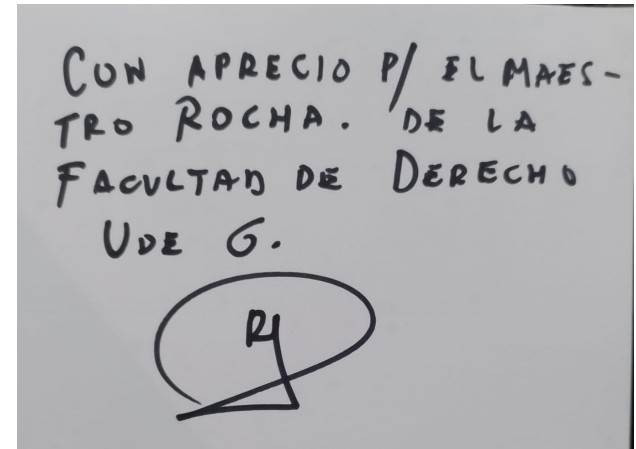 CON APRECIO P/ EL MAES-
TRO ROCHA. DE LA
FACULTAD DE DERECHO
UDE G.